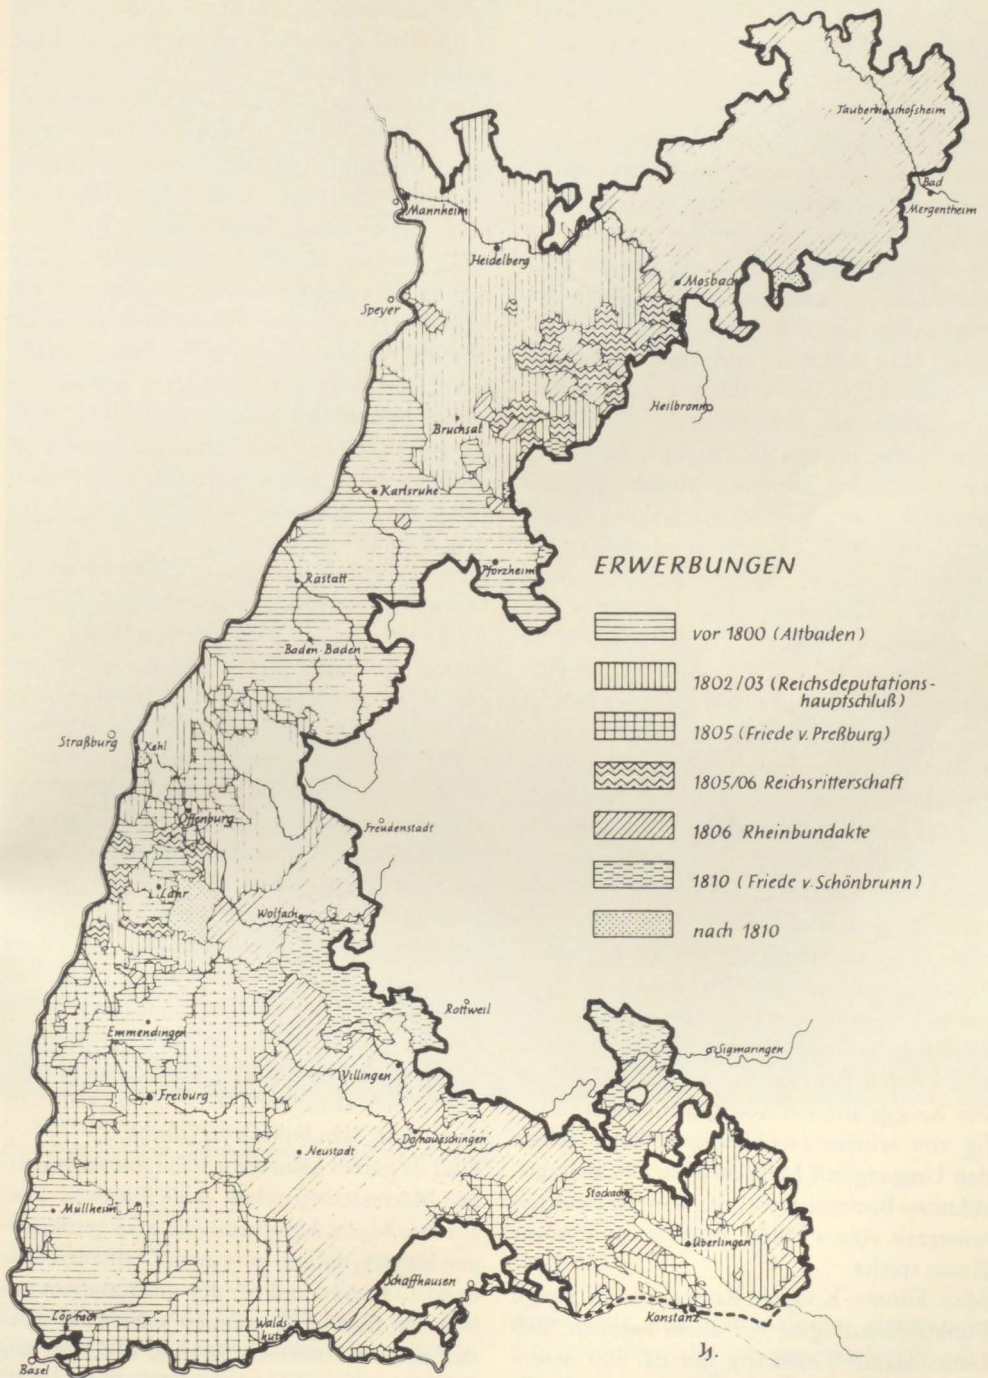 Tauberbischofsheim
Bad
Mergentheim
Mannheim
Heidelberg
Mosbach
Speyer
Heilbronn
Bruchsal
Karlsruhe
Pforzheim
Rastatt
Baden-Baden
ERWERBUNGEN
vor 1800 (Altbaden)
1802/03 (Reichsdeputations-
hauptschluß)
1805 (Friede v. Preßburg)
1805/06 Reichsritterschaft
1806 Rheinbundakte
1810 (Friede v. Schönbrunn)
nach 1810
Straßburg
Kehl
Offenburg
Freudenstadt
Lahr
Wolfach
Rottweil
Emmendingen
Sigmaringen
Villingen
Freiburg
Donaueschingen
Neustadt
Stockach
Müllheim
Überlingen
Schaffhausen
Lörrach
Walds
hut
Konstanz
Basel